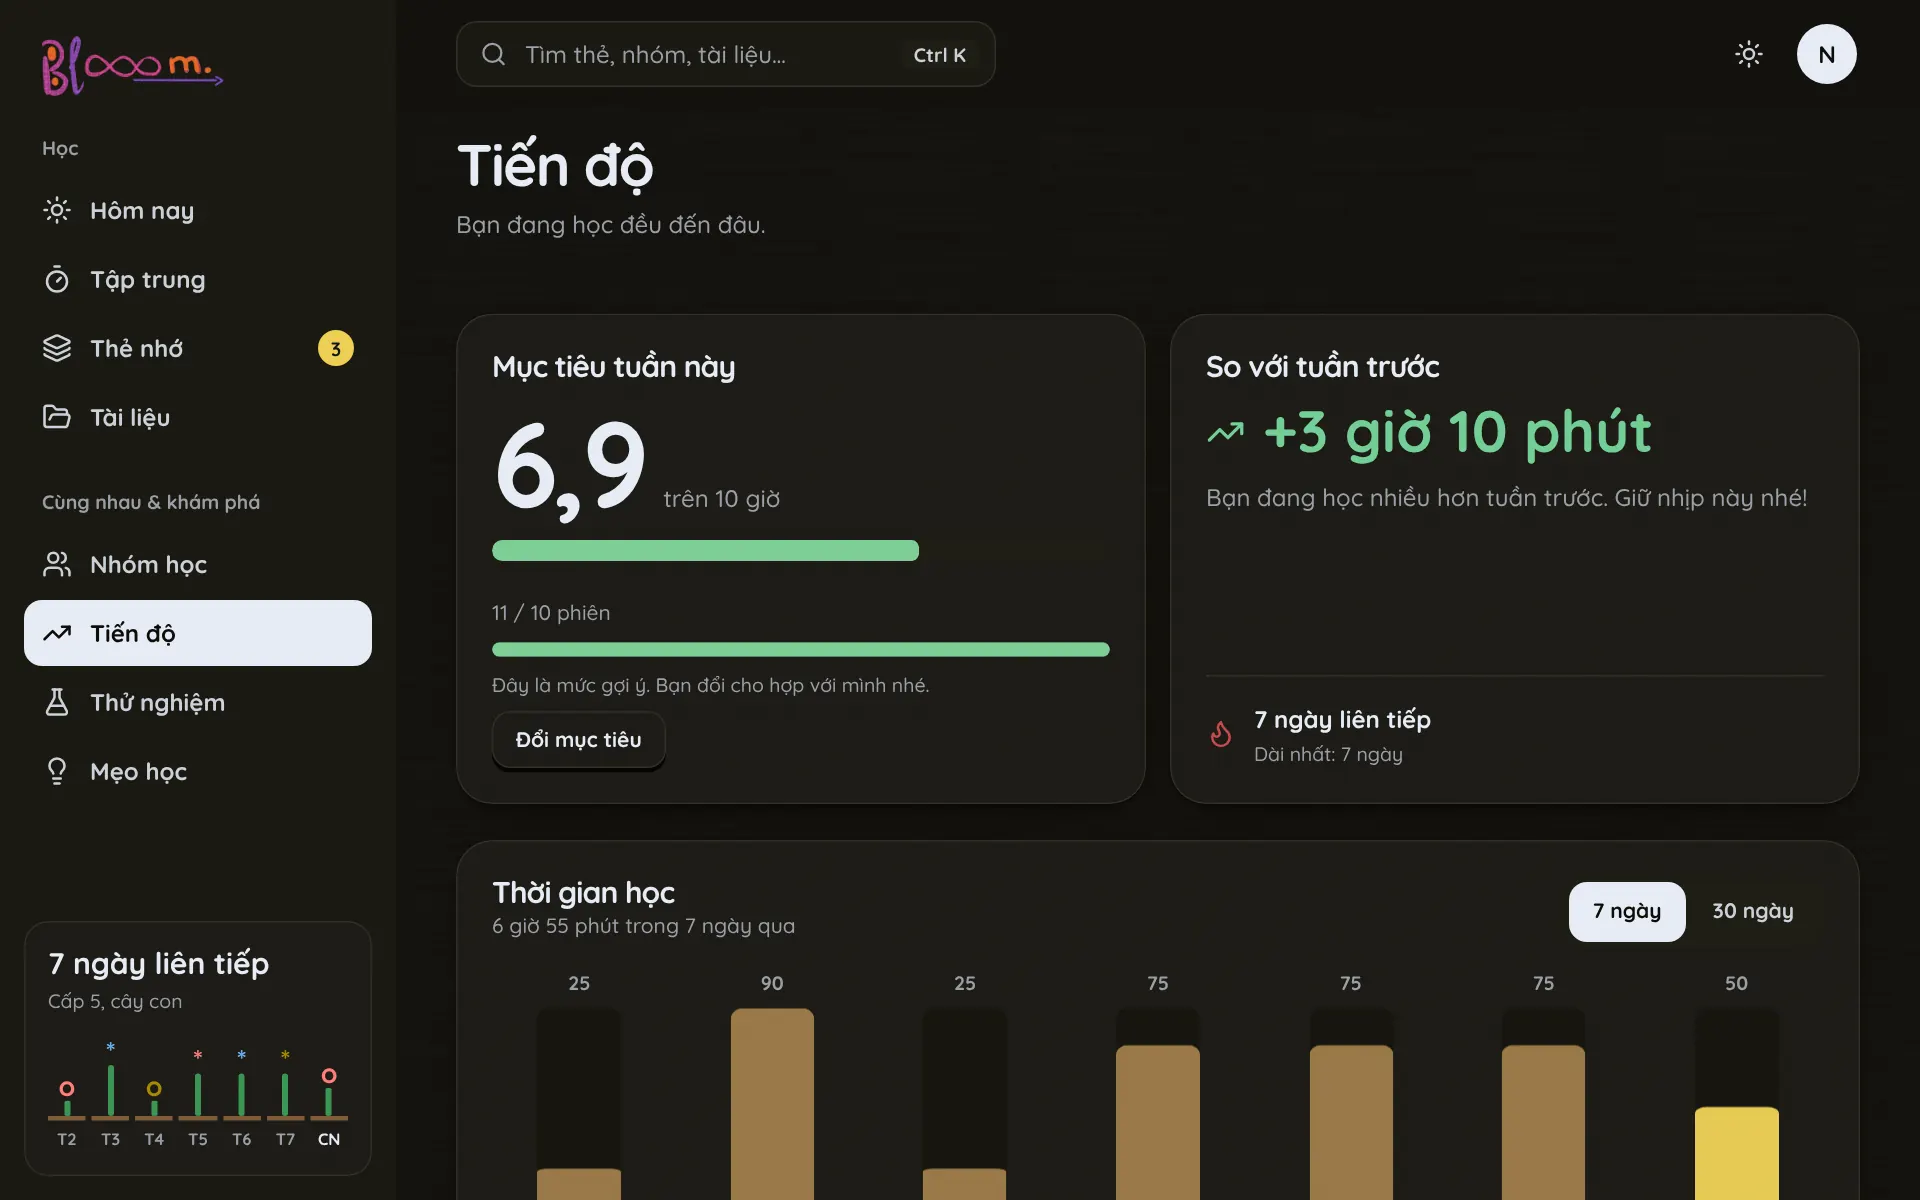 Blooom.
Học
Hôm nay
Tập trung
Thẻ nhớ
3
Tài liệu
Cùng nhau & khám phá
Nhóm học
Tiến độ
Thử nghiệm
Mẹo học
7 ngày liên tiếp
Cấp 5, cây con
T2 T3 T4 T5 T6 T7 CN
Tìm thẻ, nhóm, tài liệu...
Ctrl K
N
Tiến độ
Bạn đang học đều đến đâu.
Mục tiêu tuần này
6,9 trên 10 giờ
11 / 10 phiên
Đây là mức gợi ý. Bạn đổi cho hợp với mình nhé.
Đổi mục tiêu
So với tuần trước
+3 giờ 10 phút
Bạn đang học nhiều hơn tuần trước. Giữ nhịp này nhé!
7 ngày liên tiếp
Dài nhất: 7 ngày
Thời gian học
6 giờ 55 phút trong 7 ngày qua
7 ngày
30 ngày
25 90 25 75 75 75 50